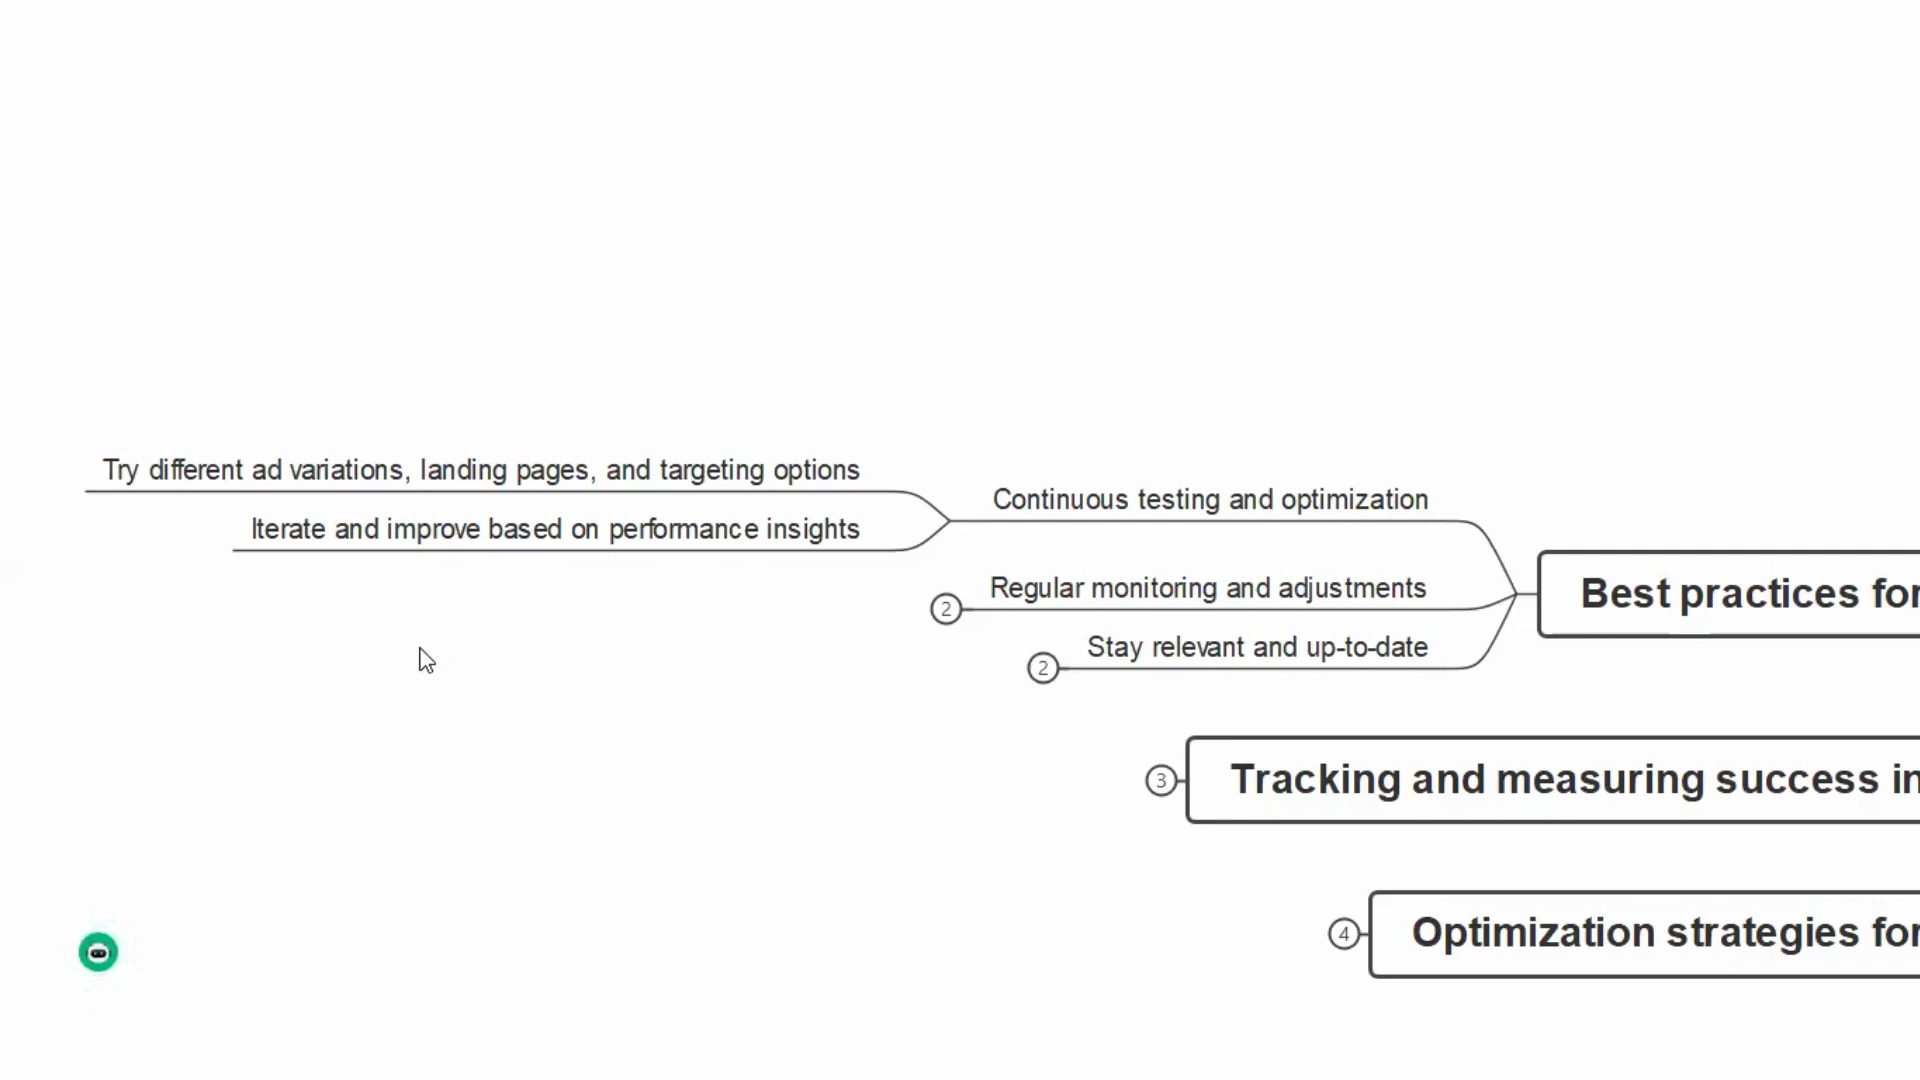 Try different ad variations, landing pages, and targeting options
Continuous testing and optimization
Iterate and improve based on performance insights
Regular monitoring and adjustments
2
Best practices for
Stay relevant and up-to-date
2
3
Tracking and measuring success in
4
Optimization strategies for